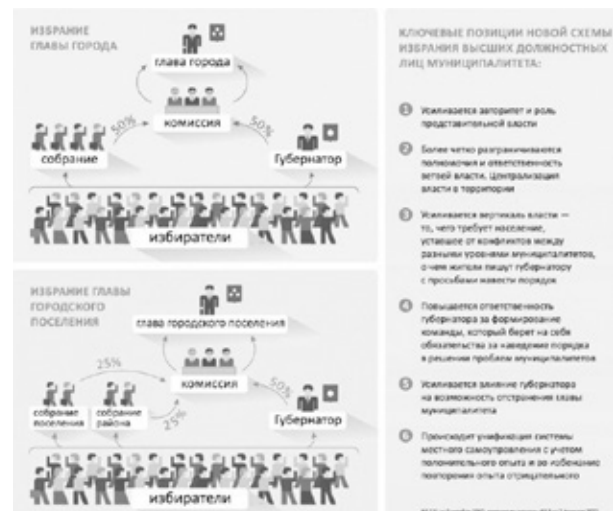 ИЗБРАНИЕ
ГЛАВЫ ГОРОДА
глава города
комиссия
50%
50%
собрание
Губернатор
избиратели
ИЗБРАНИЕ ГЛАВЫ
ГОРОДСКОГО
ПОСЕЛЕНИЯ
глава городского поселения
25%
комиссия
50%
25%
собрание
поселения
собрание
района
Губернатор
избиратели
КЛЮЧЕВЫЕ ПОЗИЦИИ НОВОЙ СХЕМЫ
ИЗБРАНИЯ ВЫСШИХ ДОЛЖНОСТНЫХ
ЛИЦ МУНИЦИПАЛИТЕТА:
1 Усиливается авторитет и роль
представительной власти
2 Более четко разграничиваются
полномочия и ответственность
ветвей власти. Централизация
власти в территории
3 Усиливается вертикаль власти —
то, чего требует население,
уставшее от конфликтов между
разными уровнями муниципалитетов,
о чем жители пишут губернатору
с просьбами навести порядок
4 Повышается ответственность
губернатора за формирование
команды, который берет на себя
обязательства за наведение порядка
в решении проблем муниципалитетов
5 Усиливается влияние губернатора
на возможность отстранения главы
муниципалитета
6 Происходит унификация системы
местного самоуправления с учетом
положительного опыта и во избежание
повторения опыта отрицательного